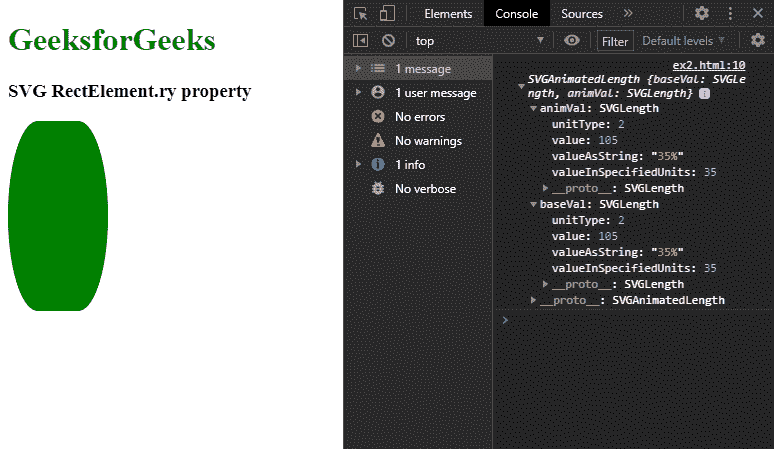 GeeksforGeeks
SVG RectElement.ry property
Elements Console Sources »
top Filter Default levels
1 message
1 user message
No errors
No warnings
1 info
No verbose
ex2.html:10
SVGAnimatedLength {baseVal: SVGLe
ngth, animVal: SVGLength}
animVal: SVGLength
unitType: 2
value: 105
valueAsString: "35%"
valueInSpecifiedUnits: 35
__proto__: SVGLength
baseVal: SVGLength
unitType: 2
value: 105
valueAsString: "35%"
valueInSpecifiedUnits: 35
__proto__: SVGLength
__proto__: SVGAnimatedLength